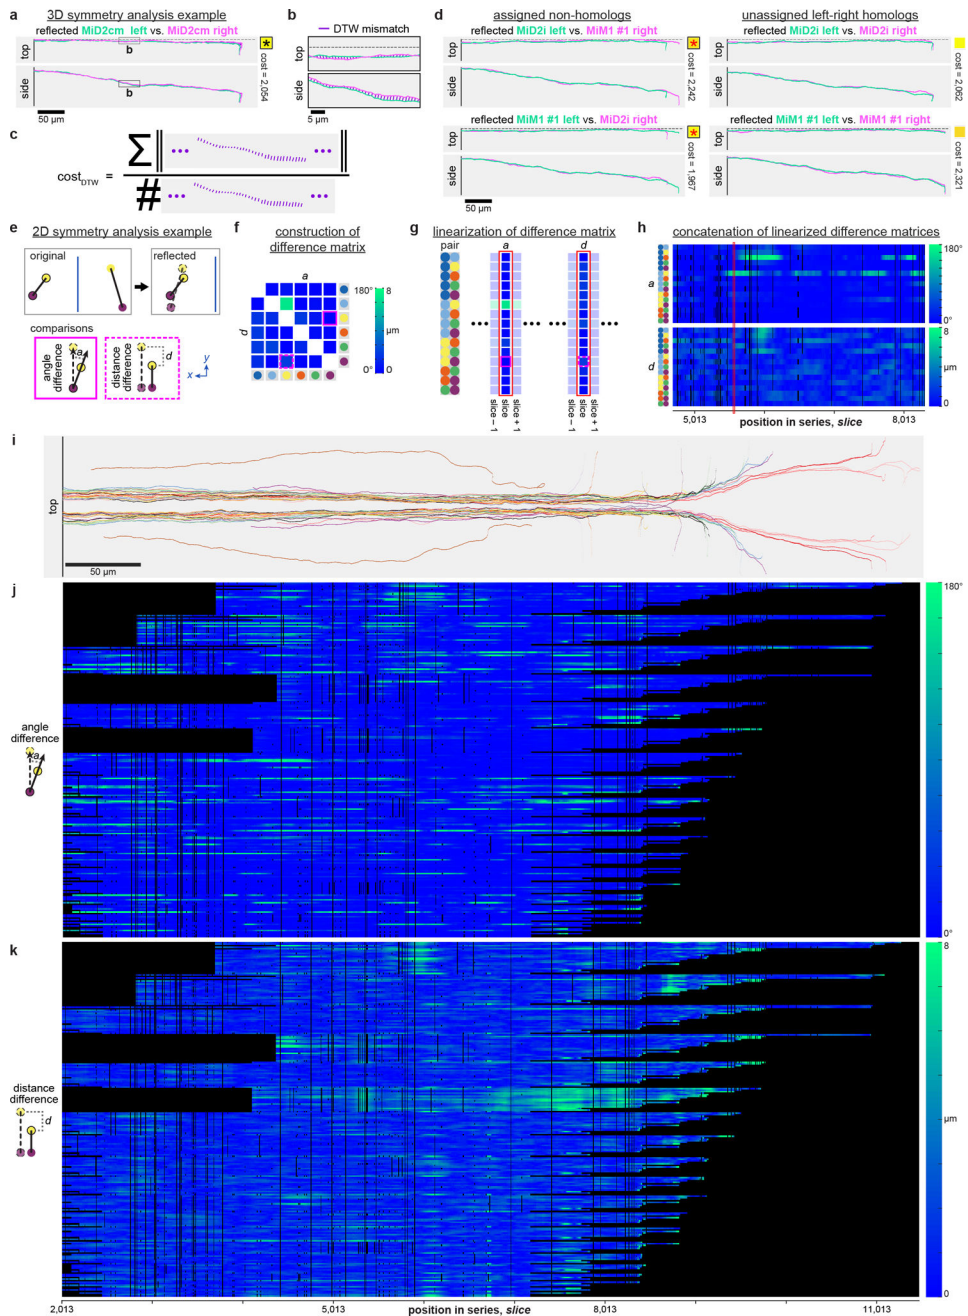 a 3D symmetry analysis example
reflected MiD2cm left vs. MiD2cm right
top
side
b
b
*
cost = 2,054
50 µm
b
DTW mismatch
top
side
5 µm
c
costDTW = Σ
#
d assigned non-homologs
reflected MiD2i left vs. MiM1 #1 right
top
side
*
cost = 2,242
reflected MiM1 #1 left vs. MiD2i right
top
side
*
cost = 1,967
50 µm
unassigned left-right homologs
reflected MiD2i left vs. MiD2i right
top
side
cost = 2,062
reflected MiM1 #1 left vs. MiM1 #1 right
top
side
cost = 2,321
e 2D symmetry analysis example
original
reflected
comparisons
angle difference
a
distance difference
d
y
x
f construction of
difference matrix
a
d
180° 8
µm
0° 0
g linearization of difference matrix
pair a d
slice – 1
slice
slice + 1
slice – 1
slice
slice + 1
h concatenation of linearized difference matrices
a
d
180°
0°
8
µm
0
5,013 position in series, slice 8,013
i
top
50 µm
j
angle
difference
a
180°
0°
k
distance
difference
d
8
µm
0
2,013 5,013 position in series, slice 8,013 11,013